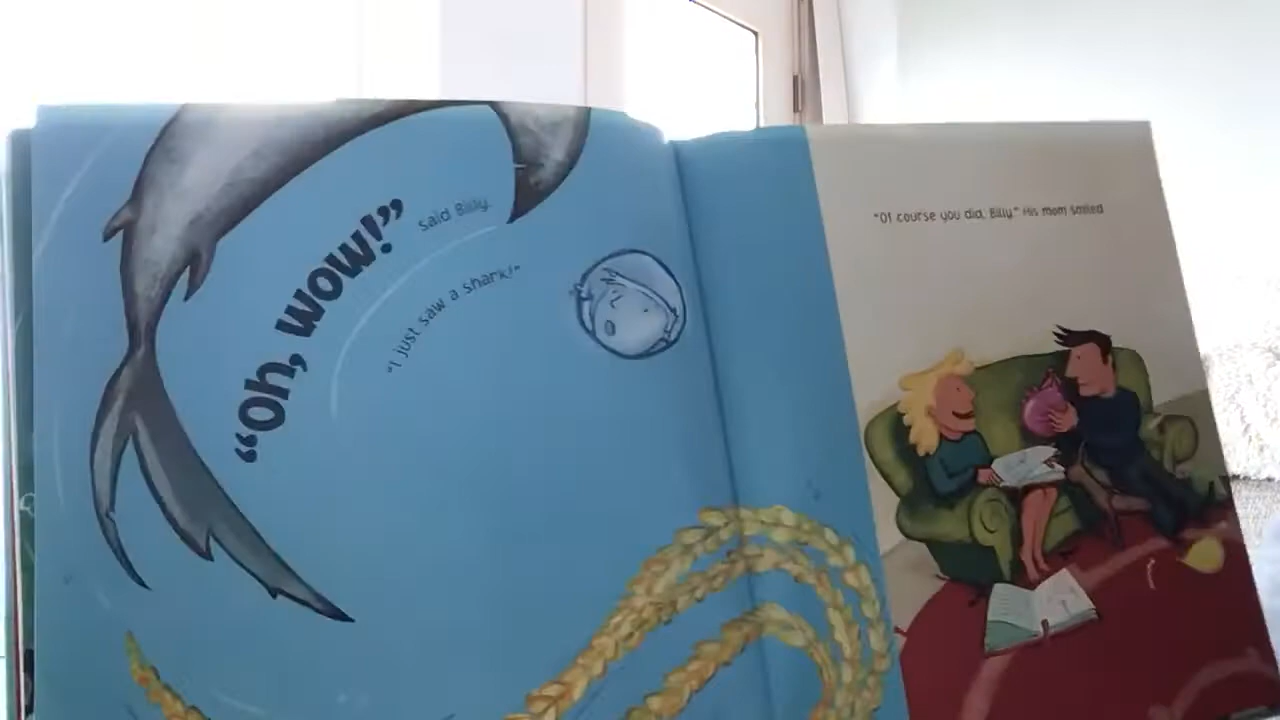 "Oh, wow!" said Billy.
"I just saw a shark!"
"Of course you did, Billy." His mom smiled